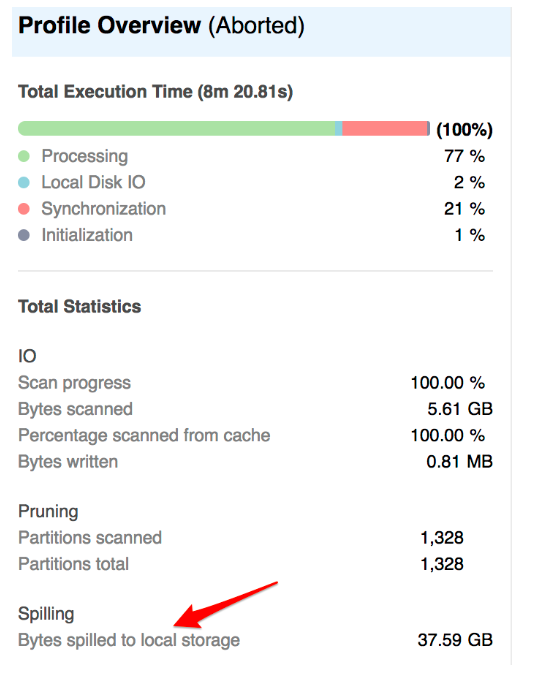 Profile Overview (Aborted)
Total Execution Time (8m 20.81s)
(100%)
Processing 77 %
Local Disk IO 2 %
Synchronization 21 %
Initialization 1 %
Total Statistics
IO
Scan progress 100.00 %
Bytes scanned 5.61 GB
Percentage scanned from cache 100.00 %
Bytes written 0.81 MB
Pruning
Partitions scanned 1,328
Partitions total 1,328
Spilling
Bytes spilled to local storage 37.59 GB